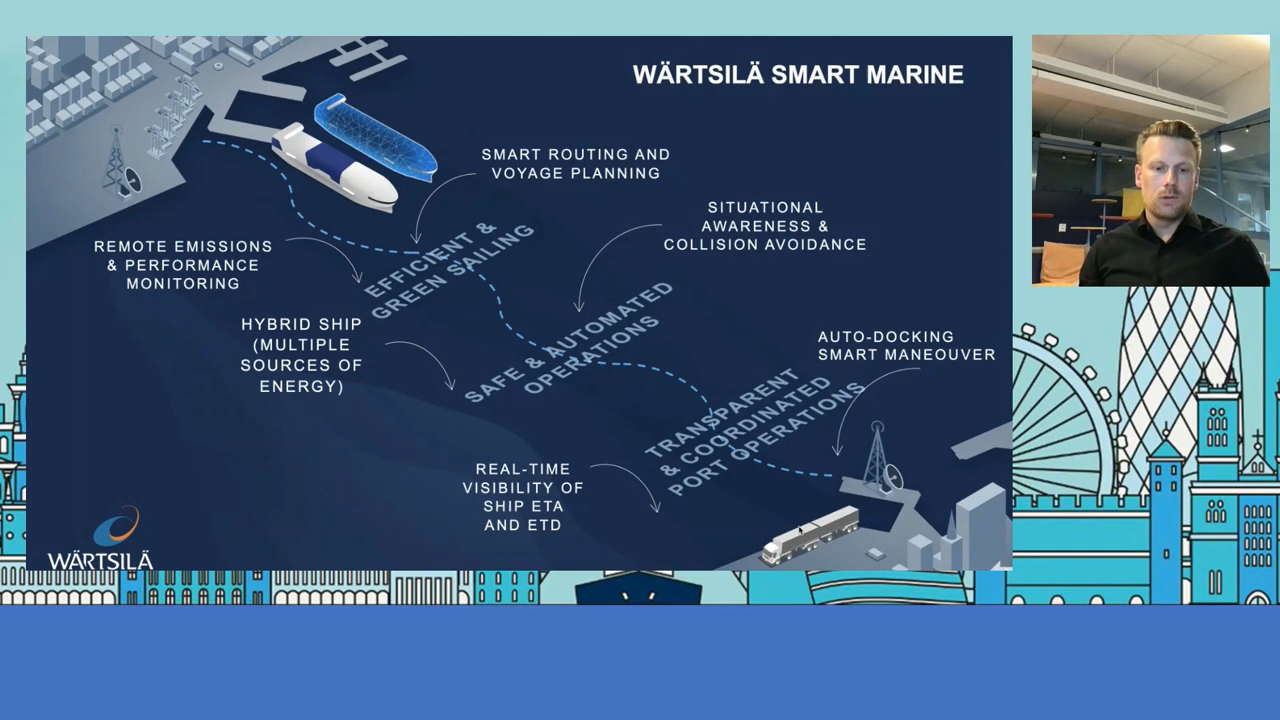 WÄRTSILÄ SMART MARINE
SMART ROUTING AND
VOYAGE PLANNING
SITUATIONAL
AWARENESS &
COLLISION AVOIDANCE
REMOTE EMISSIONS
& PERFORMANCE
MONITORING
EFFICIENT &
GREEN SAILING
HYBRID SHIP
(MULTIPLE
SOURCES OF
ENERGY)
SAFE & AUTOMATED
OPERATIONS
AUTO-DOCKING
SMART MANEOUVER
TRANSPARENT
& COORDINATED
PORT OPERATIONS
REAL-TIME
VISIBILITY OF
SHIP ETA
AND ETD
WÄRTSILÄ